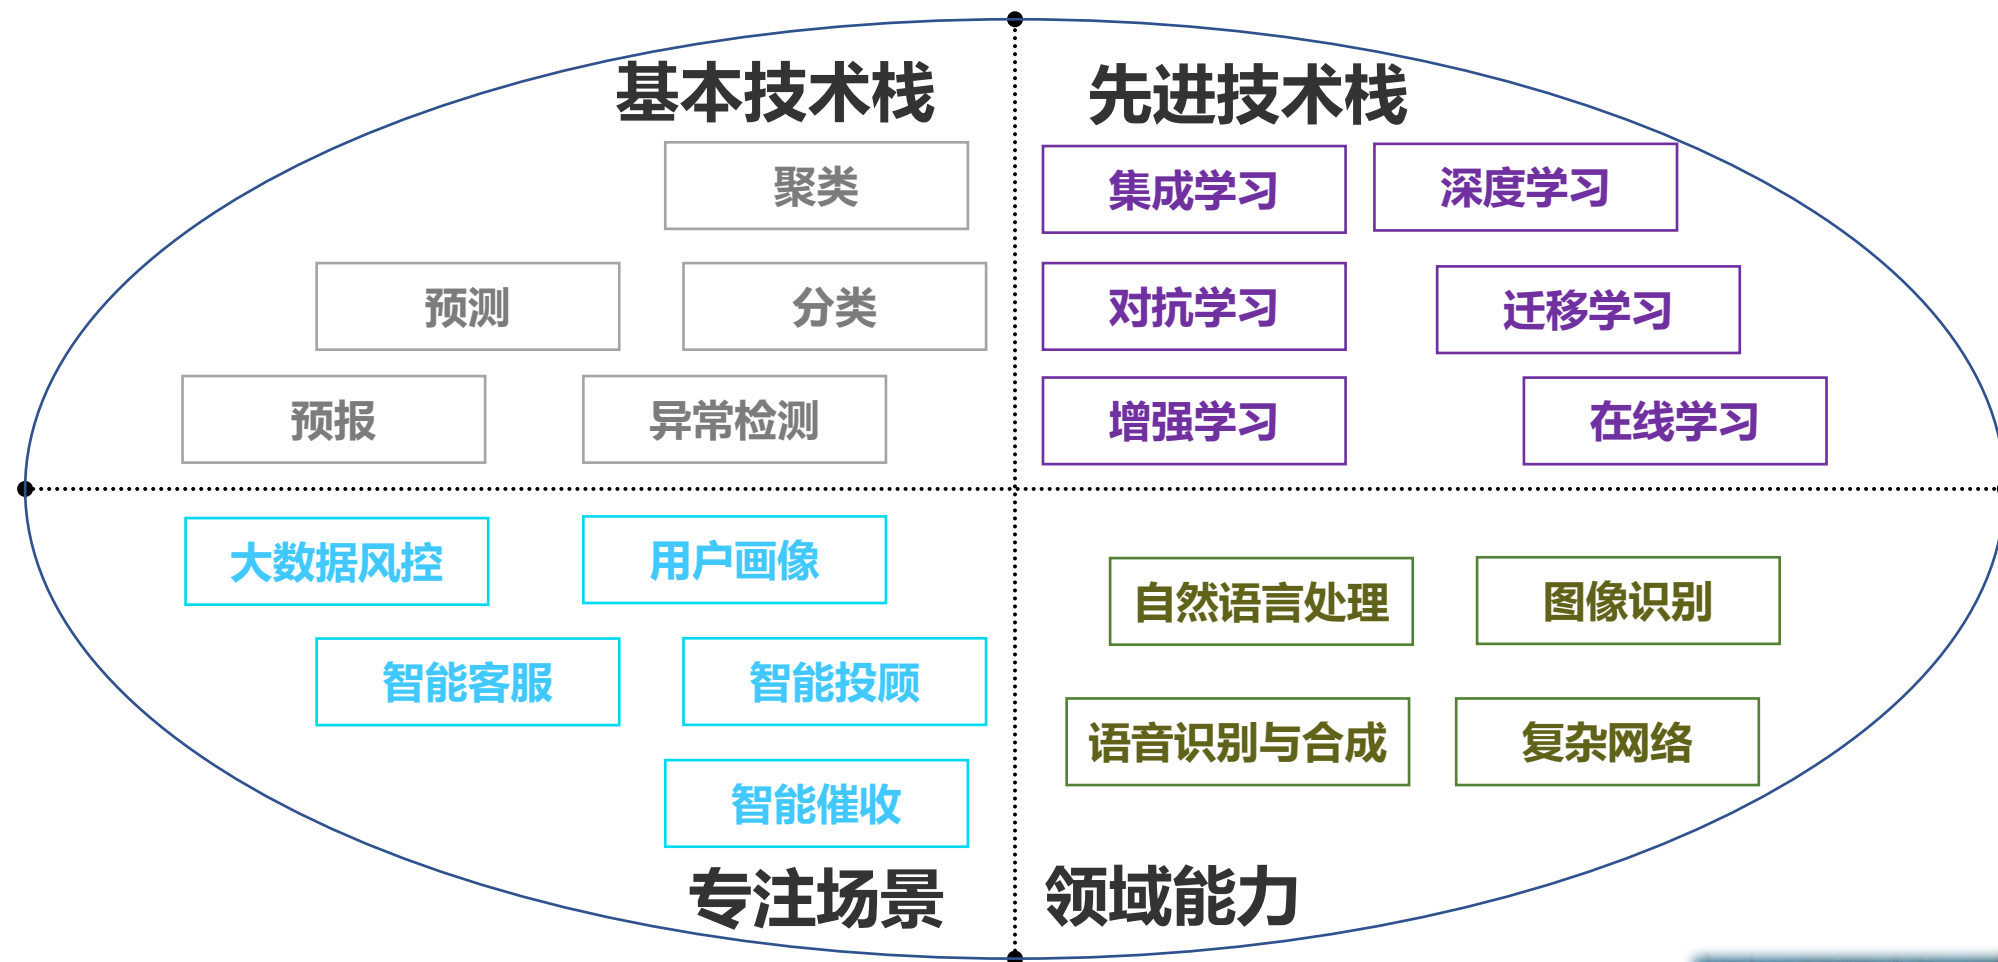 基本技术栈
聚类
预测
分类
预报
异常检测
先进技术栈
集成学习
深度学习
对抗学习
迁移学习
增强学习
在线学习
大数据风控
用户画像
智能客服
智能投顾
智能催收
专注场景
自然语言处理
图像识别
语音识别与合成
复杂网络
领域能力